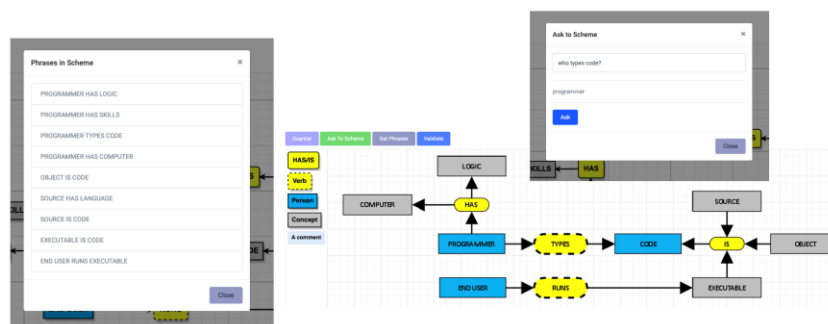 Phrases in Scheme
×
PROGRAMMER HAS LOGIC
PROGRAMMER HAS SKILLS
PROGRAMMER TYPES CODE
PROGRAMMER HAS COMPUTER
OBJECT IS CODE
SOURCE HAS LANGUAGE
SOURCE IS CODE
EXECUTABLE IS CODE
END USER RUNS EXECUTABLE
Close
Ask to Scheme
×
who types code?
programmer
Ask
Close
SKILLS
HAS
Guardar
Ask To Scheme
Get Phrases
Validate
HAS/IS
Verb
Person
Concept
A comment
LOGIC
COMPUTER
HAS
SOURCE
PROGRAMMER
TYPES
CODE
IS
OBJECT
END USER
RUNS
EXECUTABLE